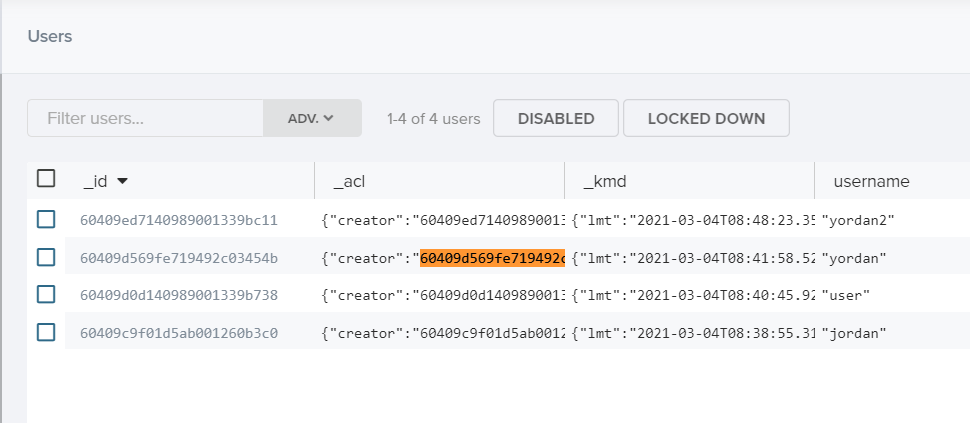 Users
Filter users... ADV. 1-4 of 4 users DISABLED LOCKED DOWN
_id _acl _kmd username
60409ed7140989001339bc11 {"creator":"60409ed71409890013 {"lmt":"2021-03-04T08:48:23.35 "yordan2"
60409d569fe719492c03454b {"creator":"60409d569fe719492c {"lmt":"2021-03-04T08:41:58.52 "yordan"
60409d0d140989001339b738 {"creator":"60409d0d1409890013 {"lmt":"2021-03-04T08:40:45.92 "user"
60409c9f01d5ab001260b3c0 {"creator":"60409c9f01d5ab0012 {"lmt":"2021-03-04T08:38:55.31 "jordan"